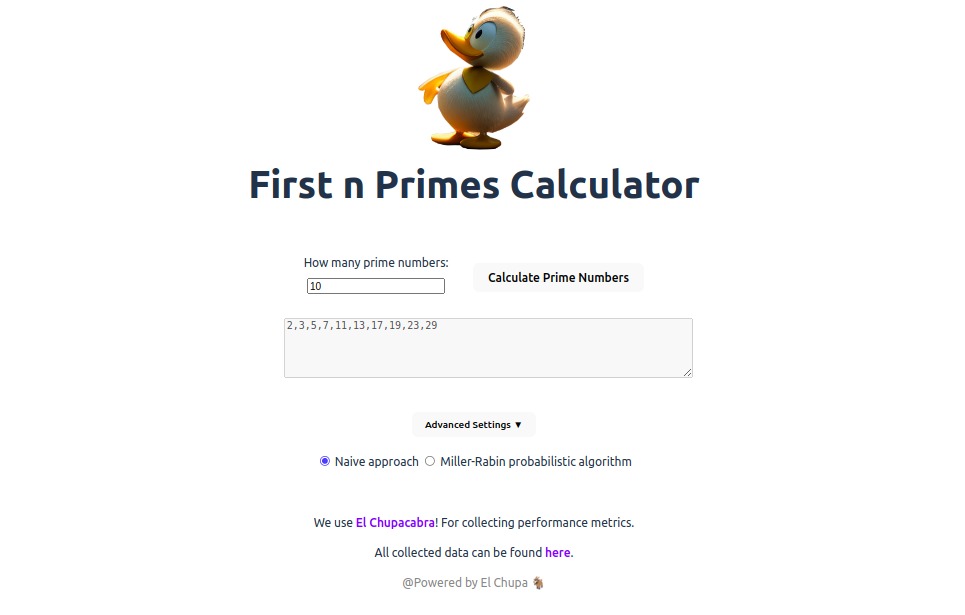 First n Primes Calculator
How many prime numbers:
10
Calculate Prime Numbers
2,3,5,7,11,13,17,19,23,29
Advanced Settings ▼
Naive approach Miller-Rabin probabilistic algorithm
We use El Chupacabra! For collecting performance metrics.
All collected data can be found here.
@Powered by El Chupa 🐐